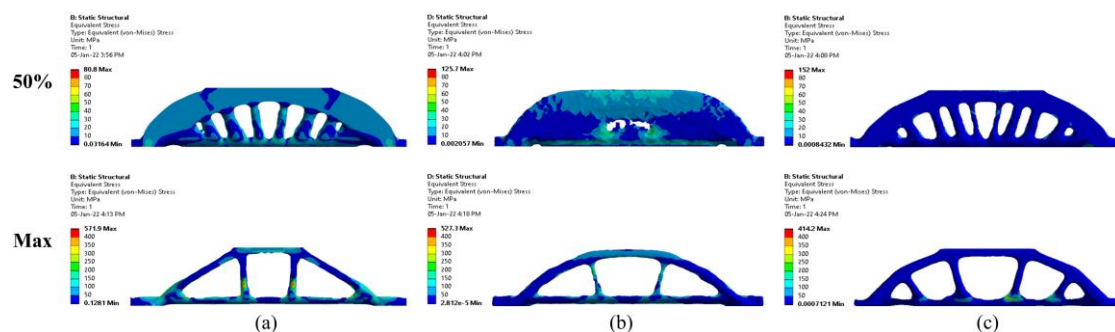 B: Static Structural
Equivalent Stress
Type: Equivalent (von-Mises) Stress
Unit: MPa
Time: 1
05-Jan-22 3:56 PM
80.8 Max
80
70
60
50
40
30
20
10
0.03164 Min
D: Static Structural
Equivalent Stress
Type: Equivalent (von-Mises) Stress
Unit: MPa
Time: 1
05-Jan-22 4:02 PM
125.7 Max
80
70
60
50
40
30
20
10
0.002057 Min
B: Static Structural
Equivalent Stress
Type: Equivalent (von-Mises) Stress
Unit: MPa
Time: 1
05-Jan-22 4:08 PM
152 Max
80
70
60
50
40
30
20
10
0.0008432 Min
50%
B: Static Structural
Equivalent Stress
Type: Equivalent (von-Mises) Stress
Unit: MPa
Time: 1
05-Jan-22 4:13 PM
571.9 Max
400
350
300
250
200
150
100
50
0.1281 Min
D: Static Structural
Equivalent Stress
Type: Equivalent (von-Mises) Stress
Unit: MPa
Time: 1
05-Jan-22 4:18 PM
527.3 Max
400
350
300
250
200
150
100
50
2.812e-5 Min
B: Static Structural
Equivalent Stress
Type: Equivalent (von-Mises) Stress
Unit: MPa
Time: 1
05-Jan-22 4:24 PM
414.2 Max
400
350
300
250
200
150
100
50
0.0007121 Min
Max
(a)
(b)
(c)